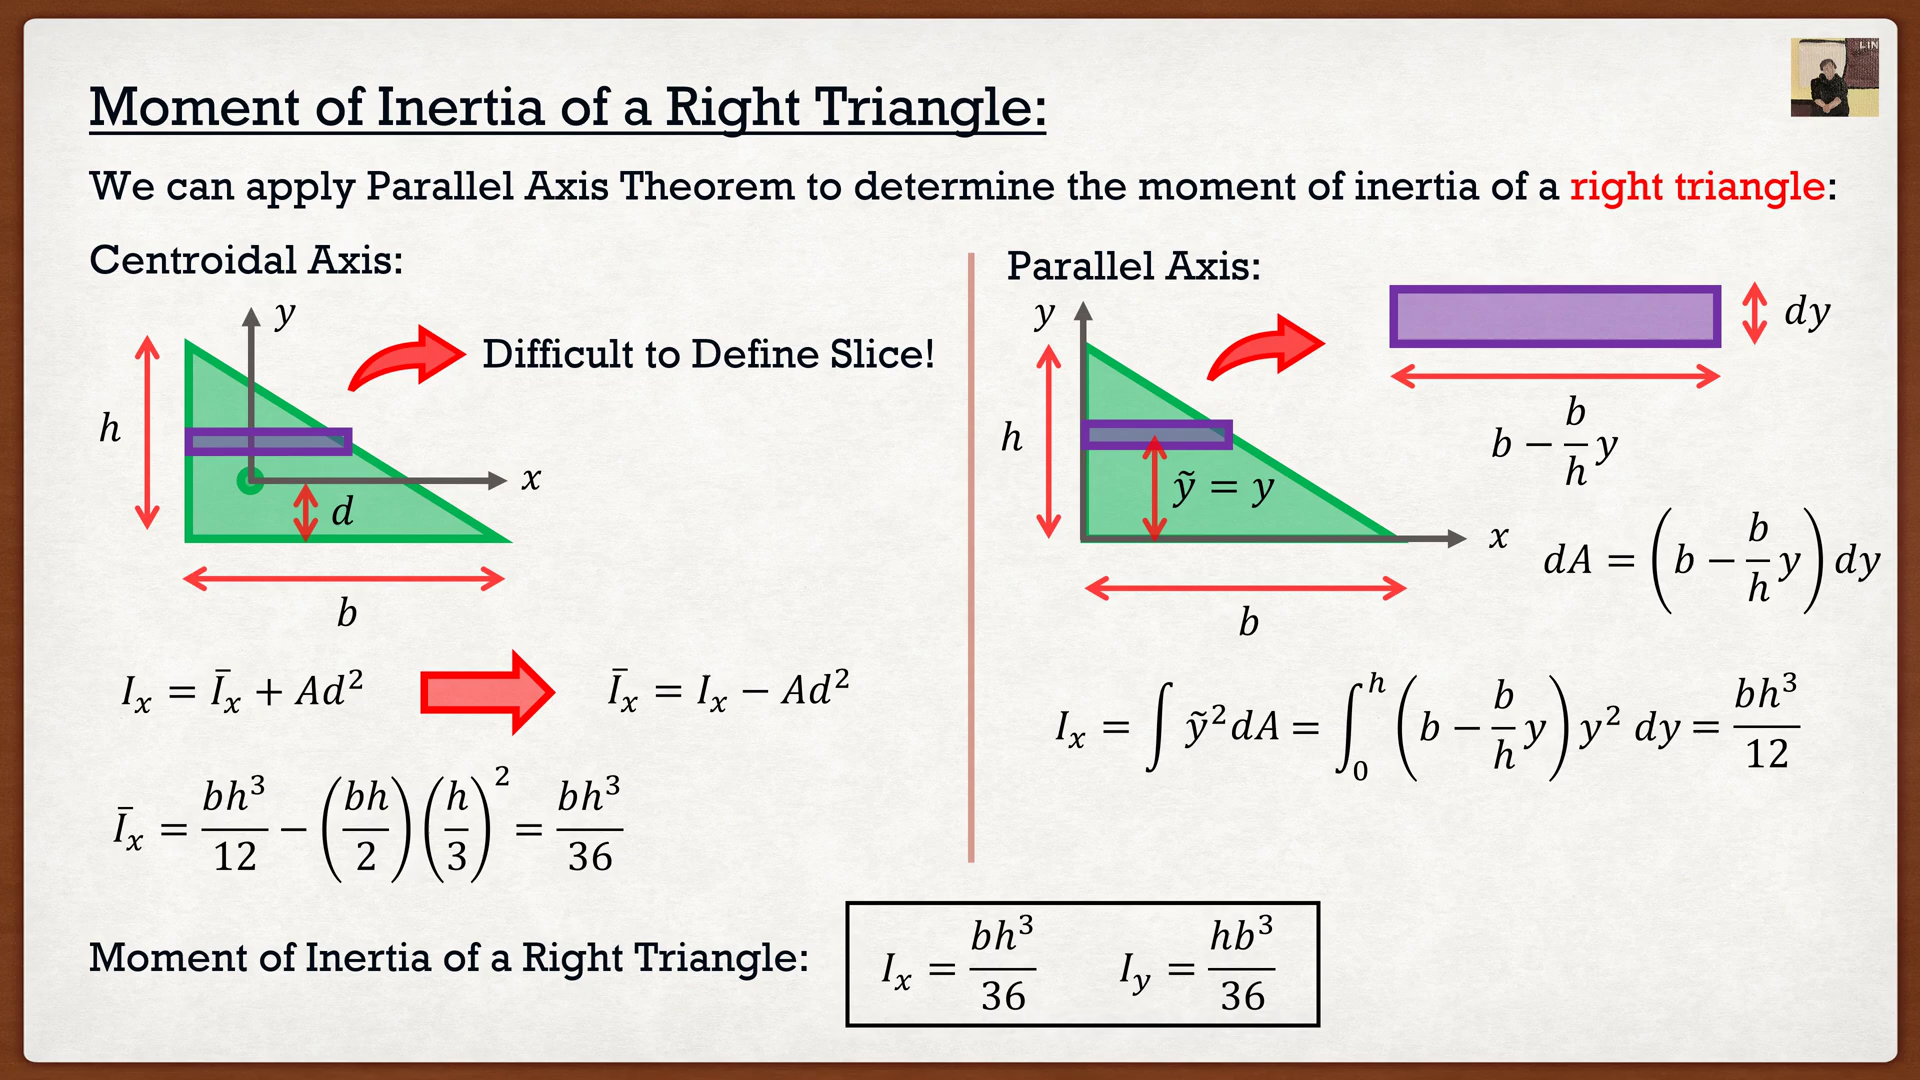 LIN
Moment of Inertia of a Right Triangle:
We can apply Parallel Axis Theorem to determine the moment of inertia of a right triangle:
Centroidal Axis:
y
Difficult to Define Slice!
h
x
d
b
I_x = Ī_x + Ad²
Ī_x = I_x − Ad²
Ī_x = bh³/12 − (bh/2)(h/3)² = bh³/36
Parallel Axis:
y
dy
h
b − b/h y
ỹ = y
x
dA = (b − b/h y) dy
b
I_x = ∫ ỹ² dA = ∫₀^h (b − b/h y) y² dy = bh³/12
Moment of Inertia of a Right Triangle:
I_x = bh³/36
I_y = hb³/36